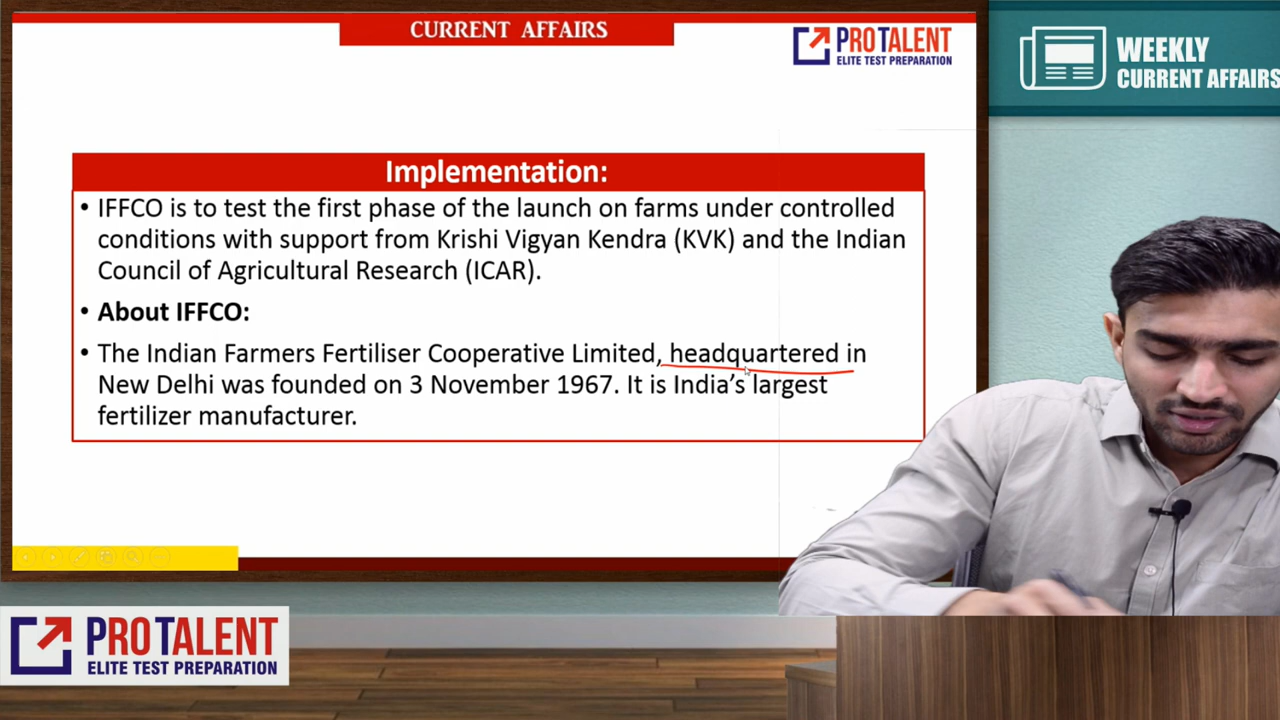 CURRENT AFFAIRS
PROTALENT
ELITE TEST PREPARATION
WEEKLY
CURRENT AFFAIRS
Implementation:
• IFFCO is to test the first phase of the launch on farms under controlled
conditions with support from Krishi Vigyan Kendra (KVK) and the Indian
Council of Agricultural Research (ICAR).
• About IFFCO:
• The Indian Farmers Fertiliser Cooperative Limited, headquartered in
New Delhi was founded on 3 November 1967. It is India's largest
fertilizer manufacturer.
PROTALENT
ELITE TEST PREPARATION